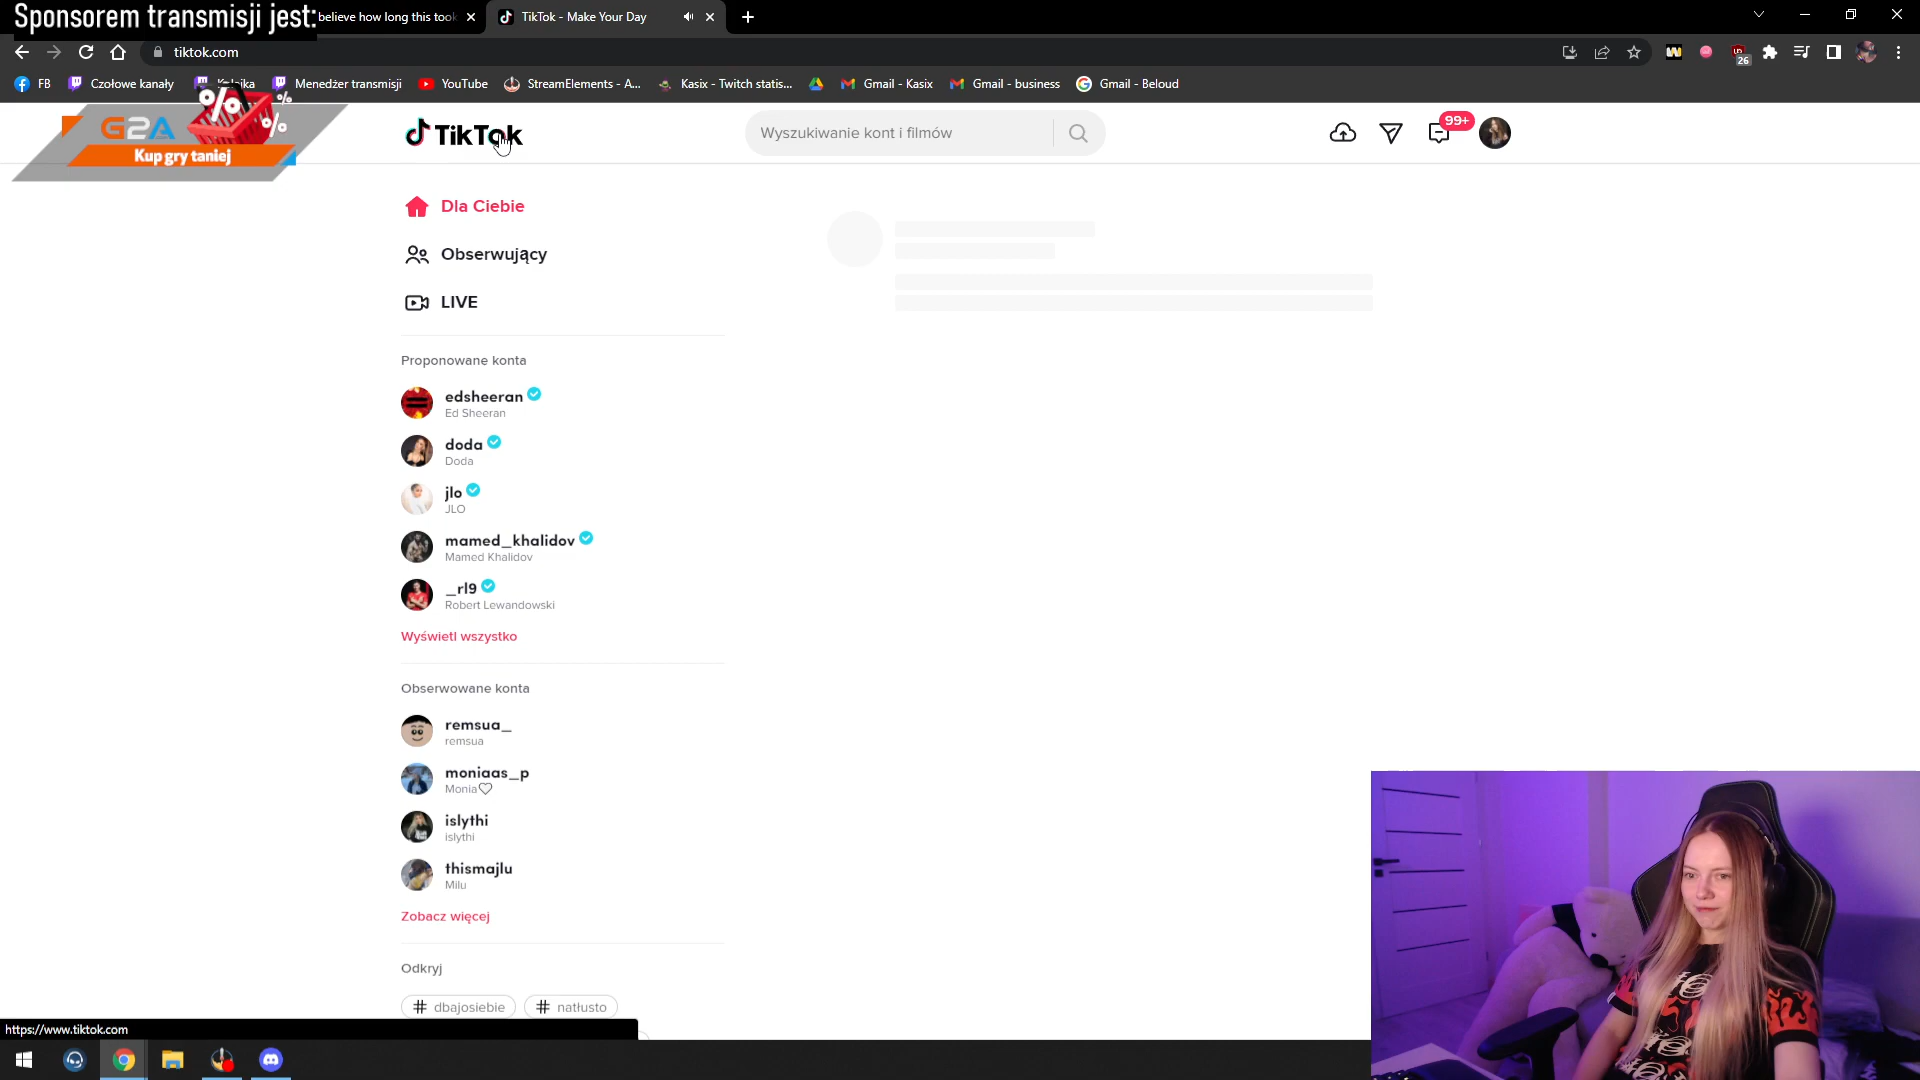 Sponsorem transmisji jest:
believe how long this took
TikTok - Make Your Day
tiktok.com
26
FB
Czołowe kanały
Menedżer transmisji
YouTube
StreamElements - A...
Kasix - Twitch statis...
Gmail - Kasix
Gmail - business
Gmail - Beloud
G2A
Kup gry taniej
TikTok
Wyszukiwanie kont i filmów
99+
Dla Ciebie
Obserwujący
LIVE
Proponowane konta
edsheeran
Ed Sheeran
doda
Doda
jlo
JLO
mamed_khalidov
Mamed Khalidov
_rl9
Robert Lewandowski
Wyświetl wszystko
Obserwowane konta
remsua_
remsua
moniaas_p
Monia♡
islythi
islythi
thismajlu
Milu
Zobacz więcej
Odkryj
# dbajosiebie
# natłusto
https://www.tiktok.com